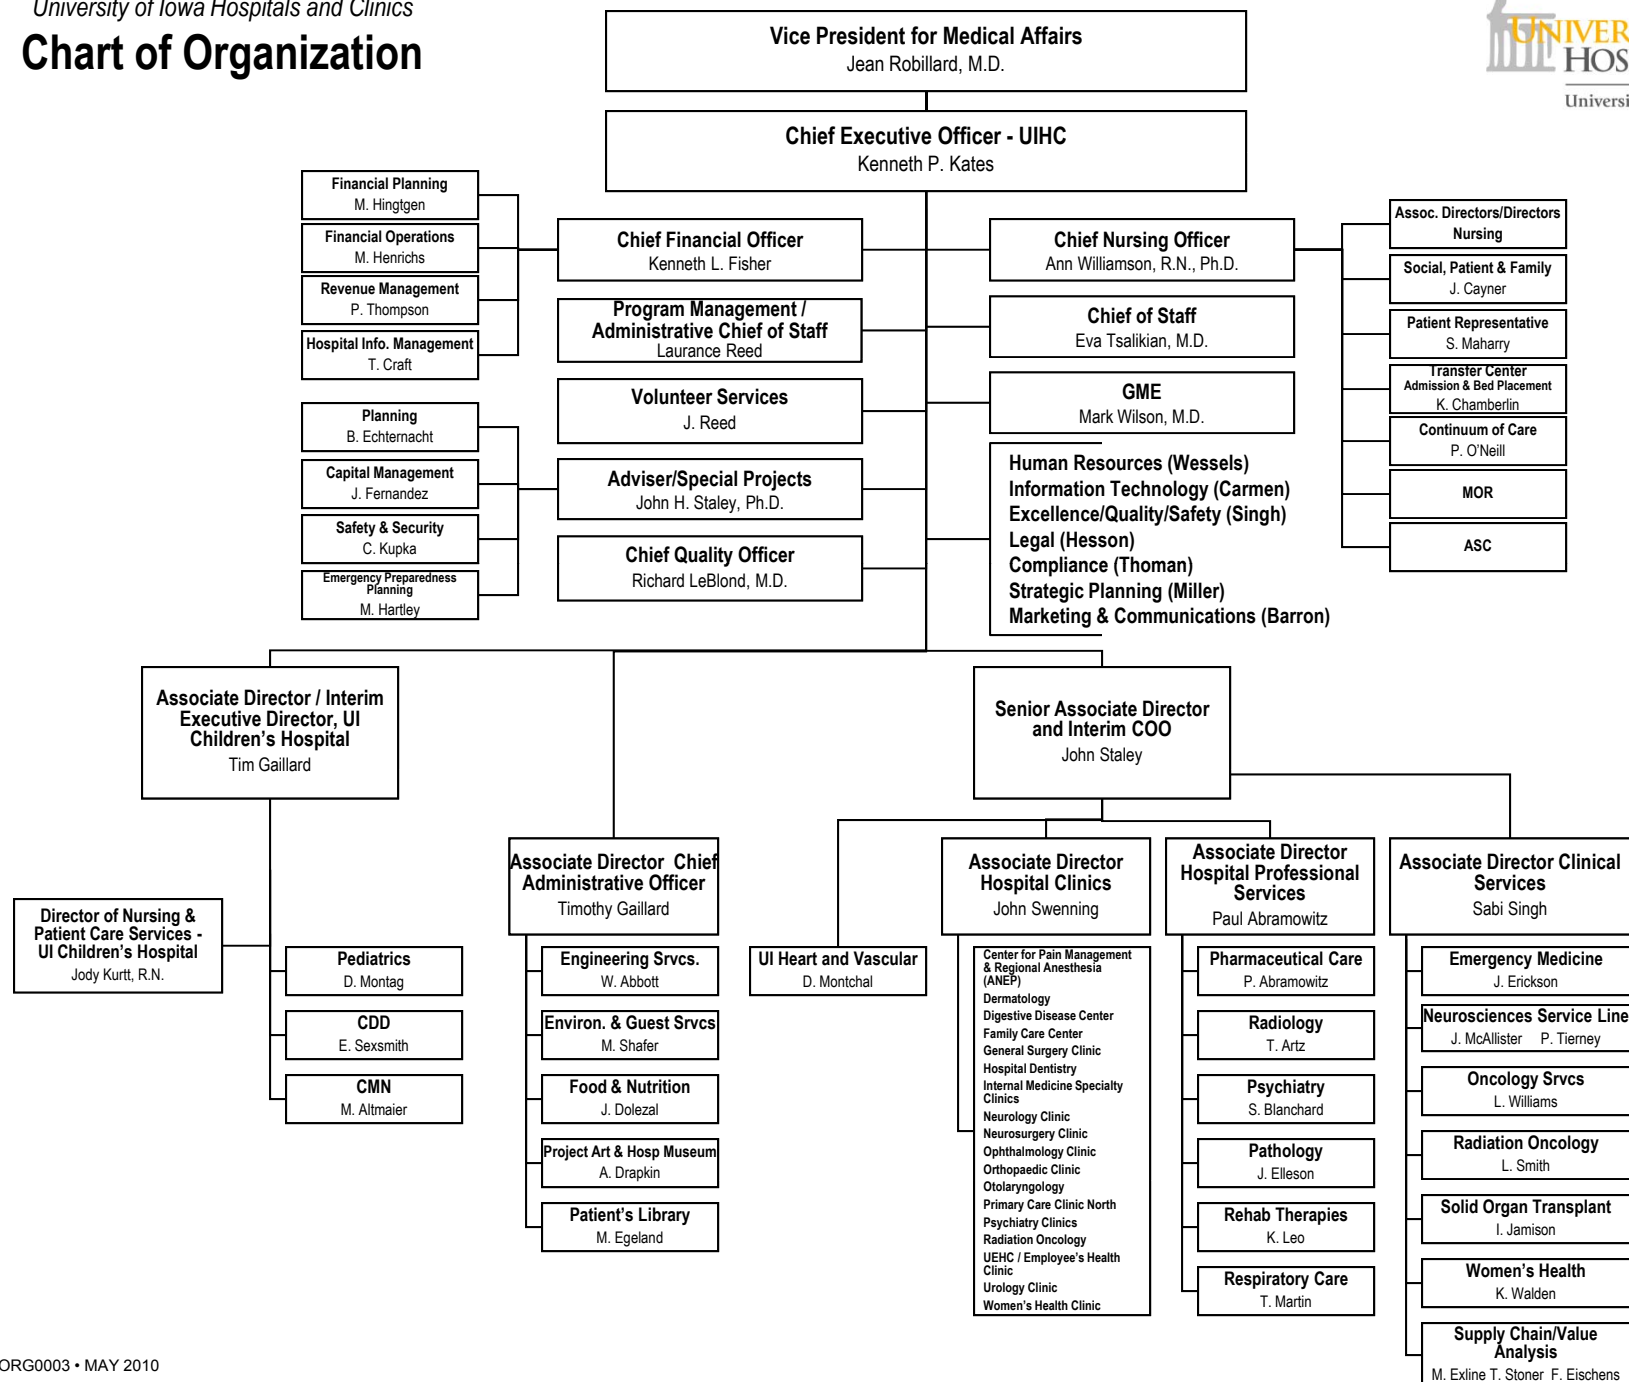 University of Iowa Hospitals and Clinics
Chart of Organization
Vice President for Medical Affairs
Jean Robillard, M.D.
Universi
Chief Executive Officer - UIHC
Kenneth P. Kates
Financial Planning
M. Hingtgen
Financial Operations
M. Henrichs
Revenue Management
P. Thompson
Hospital Info. Management
T. Craft
Planning
B. Echternacht
Capital Management
J. Fernandez
Safety & Security
C. Kupka
Emergency Preparedness
Planning
M. Hartley
Chief Financial Officer
Kenneth L. Fisher
Program Management /
Administrative Chief of Staff
Laurance Reed
Volunteer Services
J. Reed
Adviser/Special Projects
John H. Staley, Ph.D.
Chief Quality Officer
Richard LeBlond, M.D.
Chief Nursing Officer
Ann Williamson, R.N., Ph.D.
Chief of Staff
Eva Tsalikian, M.D.
GME
Mark Wilson, M.D.
Human Resources (Wessels)
Information Technology (Carmen)
Excellence/Quality/Safety (Singh)
Legal (Hesson)
Compliance (Thoman)
Strategic Planning (Miller)
Marketing & Communications (Barron)
Assoc. Directors/Directors
Nursing
Social, Patient & Family
J. Cayner
Patient Representative
S. Maharry
Transfer Center
Admission & Bed Placement
K. Chamberlin
Continuum of Care
P. O’Neill
MOR
ASC
Associate Director / Interim
Executive Director, UI
Children’s Hospital
Tim Gaillard
Senior Associate Director
and Interim COO
John Staley
Director of Nursing &
Patient Care Services -
UI Children’s Hospital
Jody Kurtt, R.N.
Pediatrics
D. Montag
CDD
E. Sexsmith
CMN
M. Altmaier
Associate Director  Chief
Administrative Officer
Timothy Gaillard
Engineering Srvcs.
W. Abbott
Environ. & Guest Srvcs
M. Shafer
Food & Nutrition
J. Dolezal
Project Art & Hosp Museum
A. Drapkin
Patient’s Library
M. Egeland
UI Heart and Vascular
D. Montchal
Associate Director
Hospital Clinics
John Swenning
Center for Pain Management
& Regional Anesthesia
(ANEP)
Dermatology
Digestive Disease Center
Family Care Center
General Surgery Clinic
Hospital Dentistry
Internal Medicine Specialty
Clinics
Neurology Clinic
Neurosurgery Clinic
Ophthalmology Clinic
Orthopaedic Clinic
Otolaryngology
Primary Care Clinic North
Psychiatry Clinics
Radiation Oncology
UEHC / Employee’s Health
Clinic
Urology Clinic
Women’s Health Clinic
Associate Director
Hospital Professional
Services
Paul Abramowitz
Pharmaceutical Care
P. Abramowitz
Radiology
T. Artz
Psychiatry
S. Blanchard
Pathology
J. Elleson
Rehab Therapies
K. Leo
Respiratory Care
T. Martin
Associate Director Clinical
Services
Sabi Singh
Emergency Medicine
J. Erickson
Neurosciences Service Line
J. McAllister    P. Tierney
Oncology Srvcs
L. Williams
Radiation Oncology
L. Smith
Solid Organ Transplant
I. Jamison
Women’s Health
K. Walden
Supply Chain/Value
Analysis
M. Exline T. Stoner  F. Eischens
ORG0003 • MAY 2010